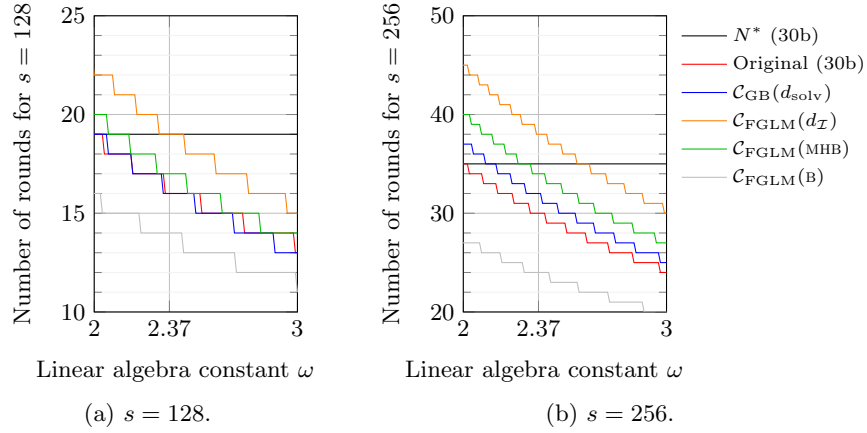 Number of rounds for s = 128
25
20
15
10
2
2.37
3
Linear algebra constant ω
(a) s = 128.
Number of rounds for s = 256
50
40
30
20
2
2.37
3
Linear algebra constant ω
(b) s = 256.
N* (30b)
Original (30b)
C_GB(d_solv)
C_FGLM(d_I)
C_FGLM(MHB)
C_FGLM(B)